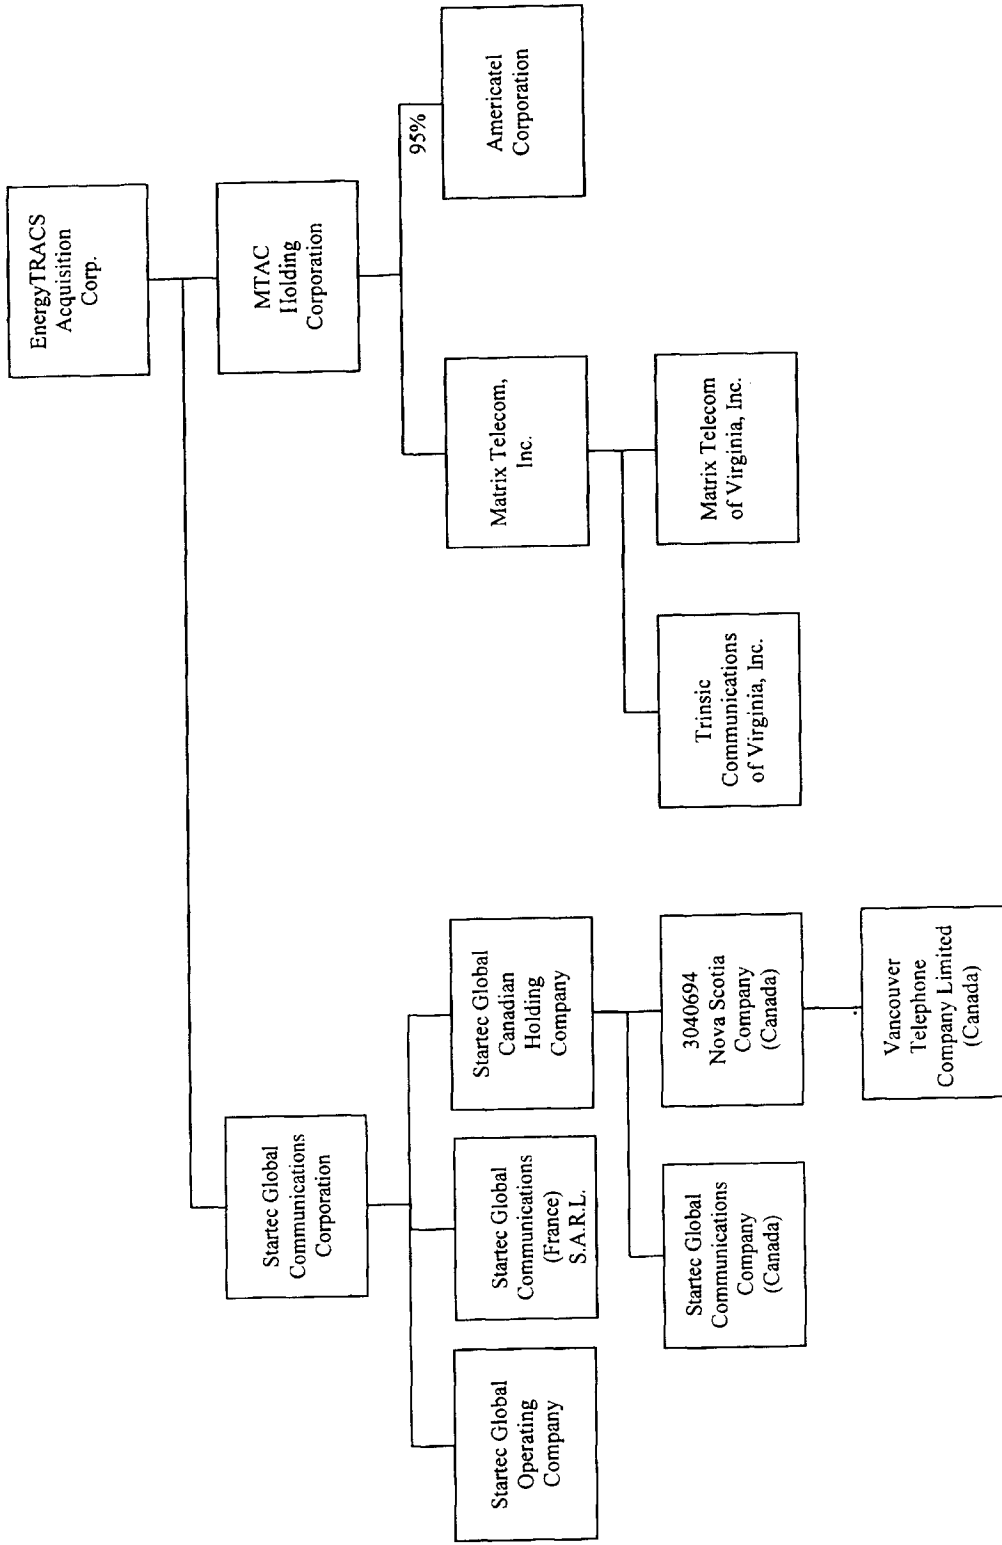 EnergyTRACS
Acquisition
Corp.
Startec Global
Communications
Corporation
MTAC
Holding
Corporation
95%
Startec Global
Operating
Company
Startec Global
Communications
(France)
S.A.R.L.
Startec Global
Canadian
Holding
Company
Matrix Telecom,
Inc.
Americatel
Corporation
Startec Global
Communications
Company
(Canada)
3040694
Nova Scotia
Company
(Canada)
Trinsic
Communications
of Virginia, Inc.
Matrix Telecom
of Virginia, Inc.
Vancouver
Telephone
Company Limited
(Canada)